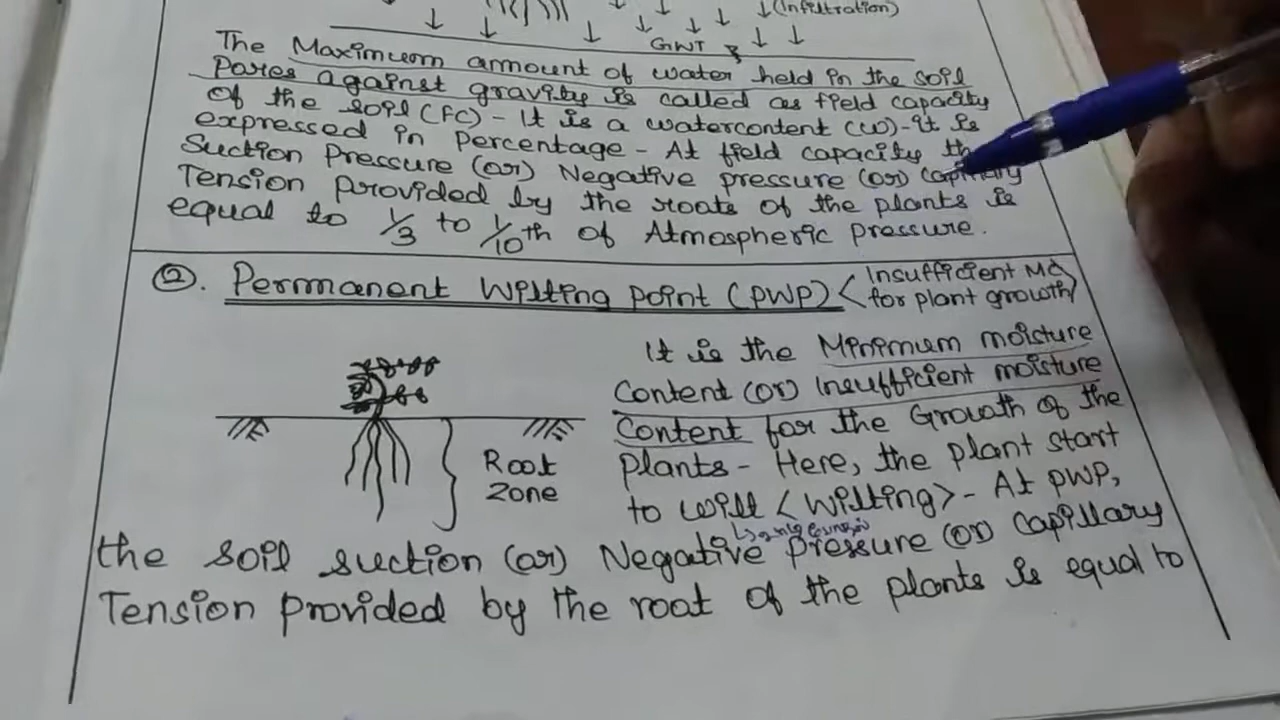 (Infiltration)
GWT
The Maximum amount of water held in the soil
Pores against gravity is called as field capacity
of the soil (FC) - It is a watercontent (w) - it is
expressed in Percentage - At field capacity the
Suction Pressure (or) Negative pressure (or) capillary
Tension Provided by the roots of the plants is
equal to 1/3 to 1/10th of Atmospheric pressure.
②. Permanent Wilting point (PWP) < Insufficient MC
for plant growth>
It is the Minimum moisture
Content (or) Insufficient moisture
Content for the Growth of the
plants - Here, the plant start
to wilt <Wilting> - At PWP,
Root
Zone
the soil suction (or) Negative pressure (or) Capillary
Tension provided by the root of the plants is equal to